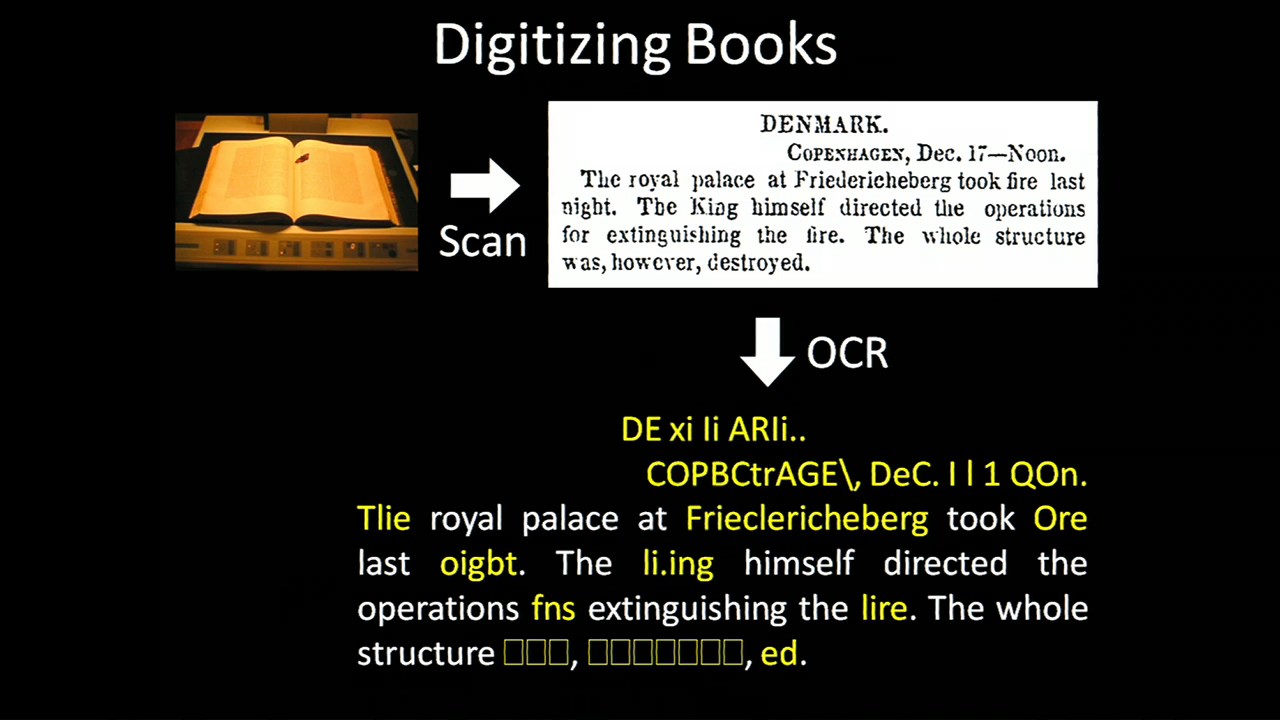 Digitizing Books
DENMARK.
COPENHAGEN, Dec. 17—Noon.
The royal palace at Friedericheberg took fire last
night. The King himself directed the operations
for extinguishing the fire. The whole structure
was, however, destroyed.
Scan
OCR
DE xi Ii ARIi..
COPBCtrAGE\, DeC. I l 1 QOn.
Tlie royal palace at Frieclericheberg took Ore
last oigbt. The li.ing himself directed the
operations fns extinguishing the lire. The whole
structure □□□, □□□□□□□, ed.